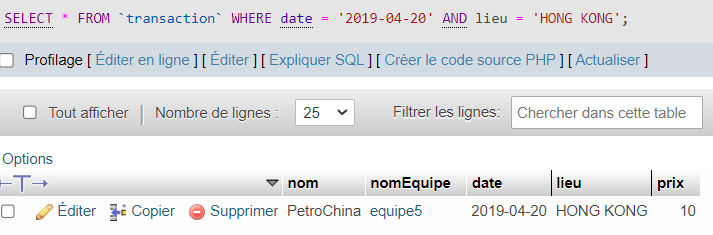 SELECT * FROM `transaction` WHERE date = '2019-04-20' AND lieu = 'HONG KONG';
Profilage [ Éditer en ligne ] [ Éditer ] [ Expliquer SQL ] [ Créer le code source PHP ] [ Actualiser ]
Tout afficher Nombre de lignes : 25 Filtrer les lignes: Chercher dans cette table
Options
←T→ nom nomEquipe date lieu prix
Éditer Copier Supprimer PetroChina equipe5 2019-04-20 HONG KONG 10